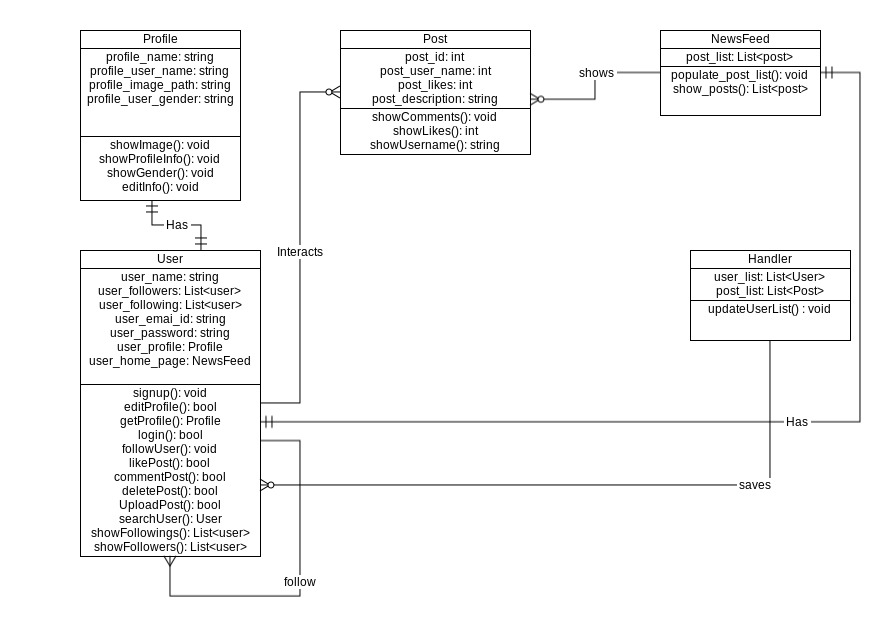 Profile
profile_name: string
profile_user_name: string
profile_image_path: string
profile_user_gender: string
showImage(): void
showProfileInfo(): void
showGender(): void
editInfo(): void
Post
post_id: int
post_user_name: int
post_likes: int
post_description: string
showComments(): void
showLikes(): int
showUsername(): string
shows
NewsFeed
post_list: List<post>
populate_post_list(): void
show_posts(): List<post>
Has
Interacts
User
user_name: string
user_followers: List<user>
user_following: List<user>
user_emai_id: string
user_password: string
user_profile: Profile
user_home_page: NewsFeed
signup(): void
editProfile(): bool
getProfile(): Profile
login(): bool
followUser(): void
likePost(): bool
commentPost(): bool
deletePost(): bool
UploadPost(): bool
searchUser(): User
showFollowings(): List<user>
showFollowers(): List<user>
Handler
user_list: List<User>
post_list: List<Post>
updateUserList() : void
Has
saves
follow